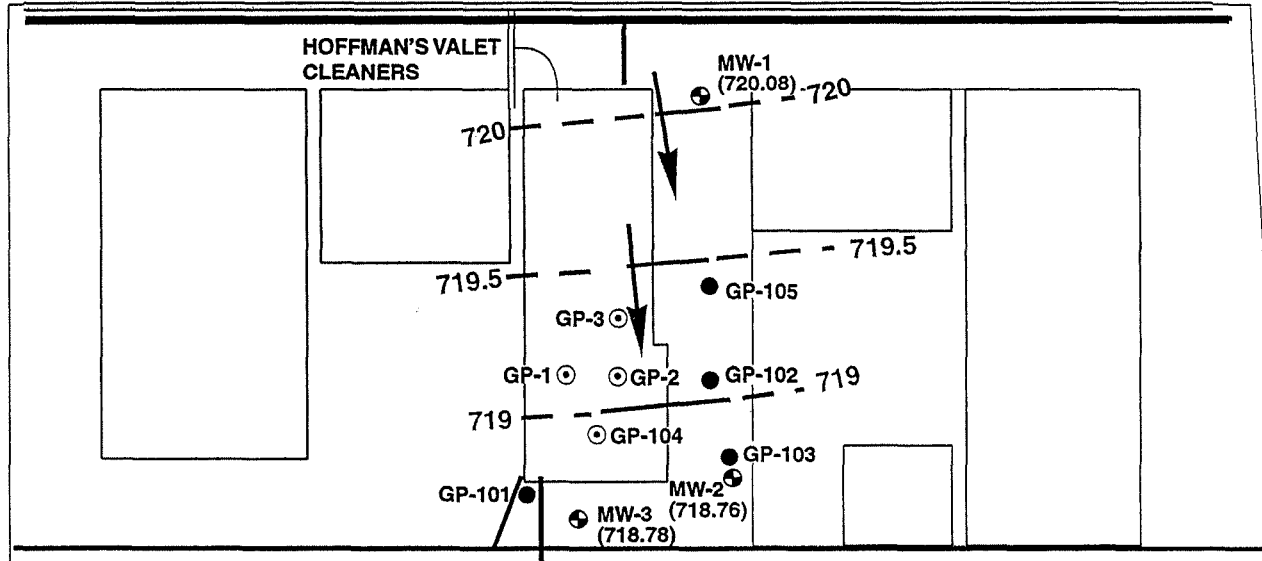 HOFFMAN'S VALET
CLEANERS
MW-1
(720.08)
720
720
719.5
719.5
GP-105
GP-3
GP-1
GP-2
GP-102
719
719
GP-104
GP-103
GP-101
MW-2
(718.76)
MW-3
(718.78)